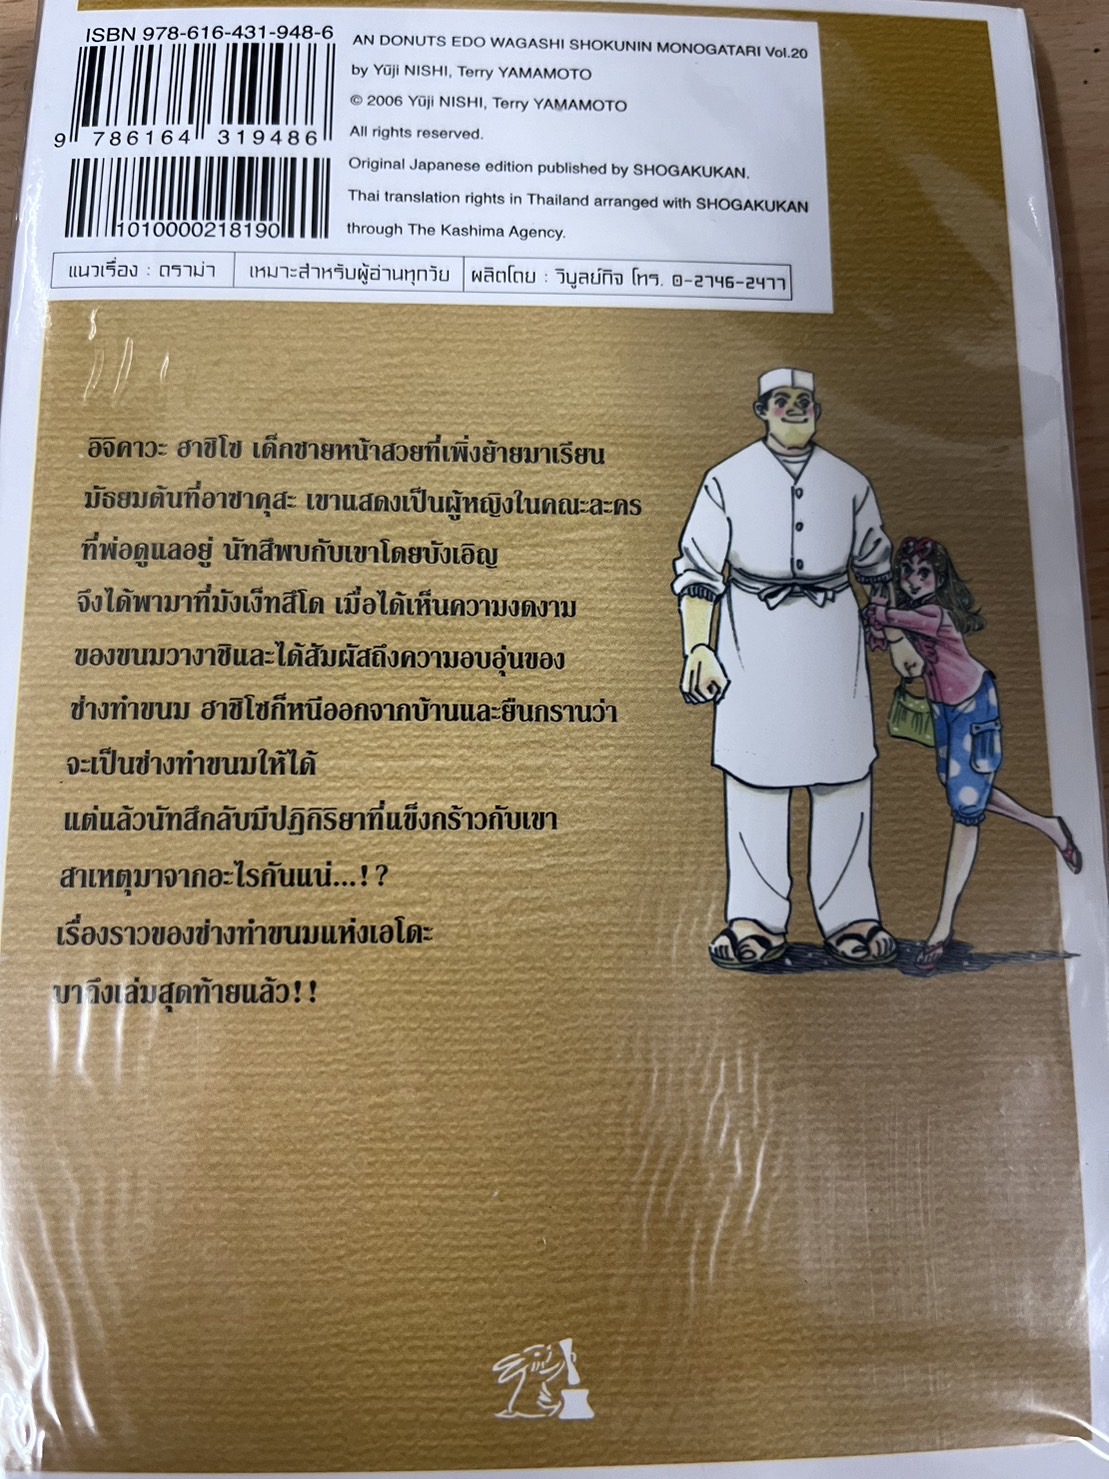 ISBN 978-616-431-948-6
9 786164 319486
1010000218190
AN DONUTS EDO WAGASHI SHOKUNIN MONOGATARI Vol.20
by Yūji NISHI, Terry YAMAMOTO
© 2006 Yūji NISHI, Terry YAMAMOTO
All rights reserved.
Original Japanese edition published by SHOGAKUKAN.
Thai translation rights in Thailand arranged with SHOGAKUKAN
through The Kashima Agency.
แนวเรื่อง : ดราม่า เหมาะสำหรับผู้อ่านทุกวัย ผลิตโดย : วิบูลย์กิจ โทร. 0-2746-2477
อิจิคาวะ ฮาชิโซ เด็กชายหน้าสวยที่เพิ่งย้ายมาเรียน
มัธยมต้นที่อาซาคุสะ เขาแสดงเป็นผู้หญิงในคณะละคร
ที่พ่อดูแลอยู่ นัทสึพบกับเขาโดยบังเอิญ
จึงได้พามาที่มังเง็ทสึโด เมื่อได้เห็นความงดงาม
ของขนมวางาชิและได้สัมผัสถึงความอบอุ่นของ
ช่างทำขนม ฮาชิโซก็หนีออกจากบ้านและยืนกรานว่า
จะเป็นช่างทำขนมให้ได้
แต่แล้วนัทสึกลับมีปฏิกิริยาที่แข็งกร้าวกับเขา
สาเหตุมาจากอะไรกันแน่...!?
เรื่องราวของช่างทำขนมแห่งเอโดะ
มาถึงเล่มสุดท้ายแล้ว!!